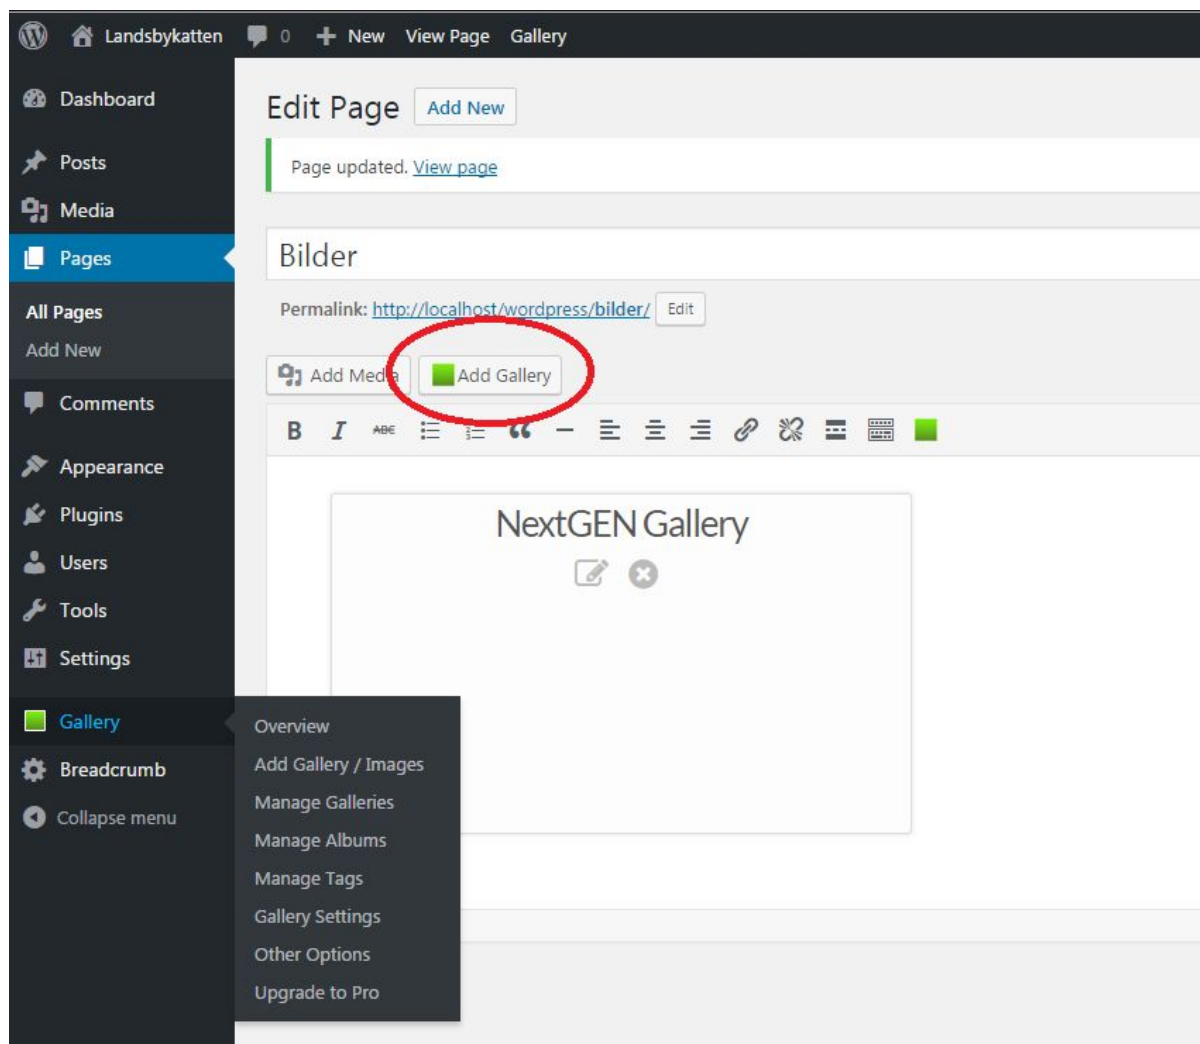 Landsbykatten 0 New View Page Gallery
Dashboard
Posts
Media
Pages
All Pages
Add New
Comments
Appearance
Plugins
Users
Tools
Settings
Gallery
Breadcrumb
Collapse menu
Overview
Add Gallery / Images
Manage Galleries
Manage Albums
Manage Tags
Gallery Settings
Other Options
Upgrade to Pro
Edit Page Add New
Page updated. View page
Bilder
Permalink: http://localhost/wordpress/bilder/ Edit
Add Media Add Gallery
B I ABC
NextGEN Gallery